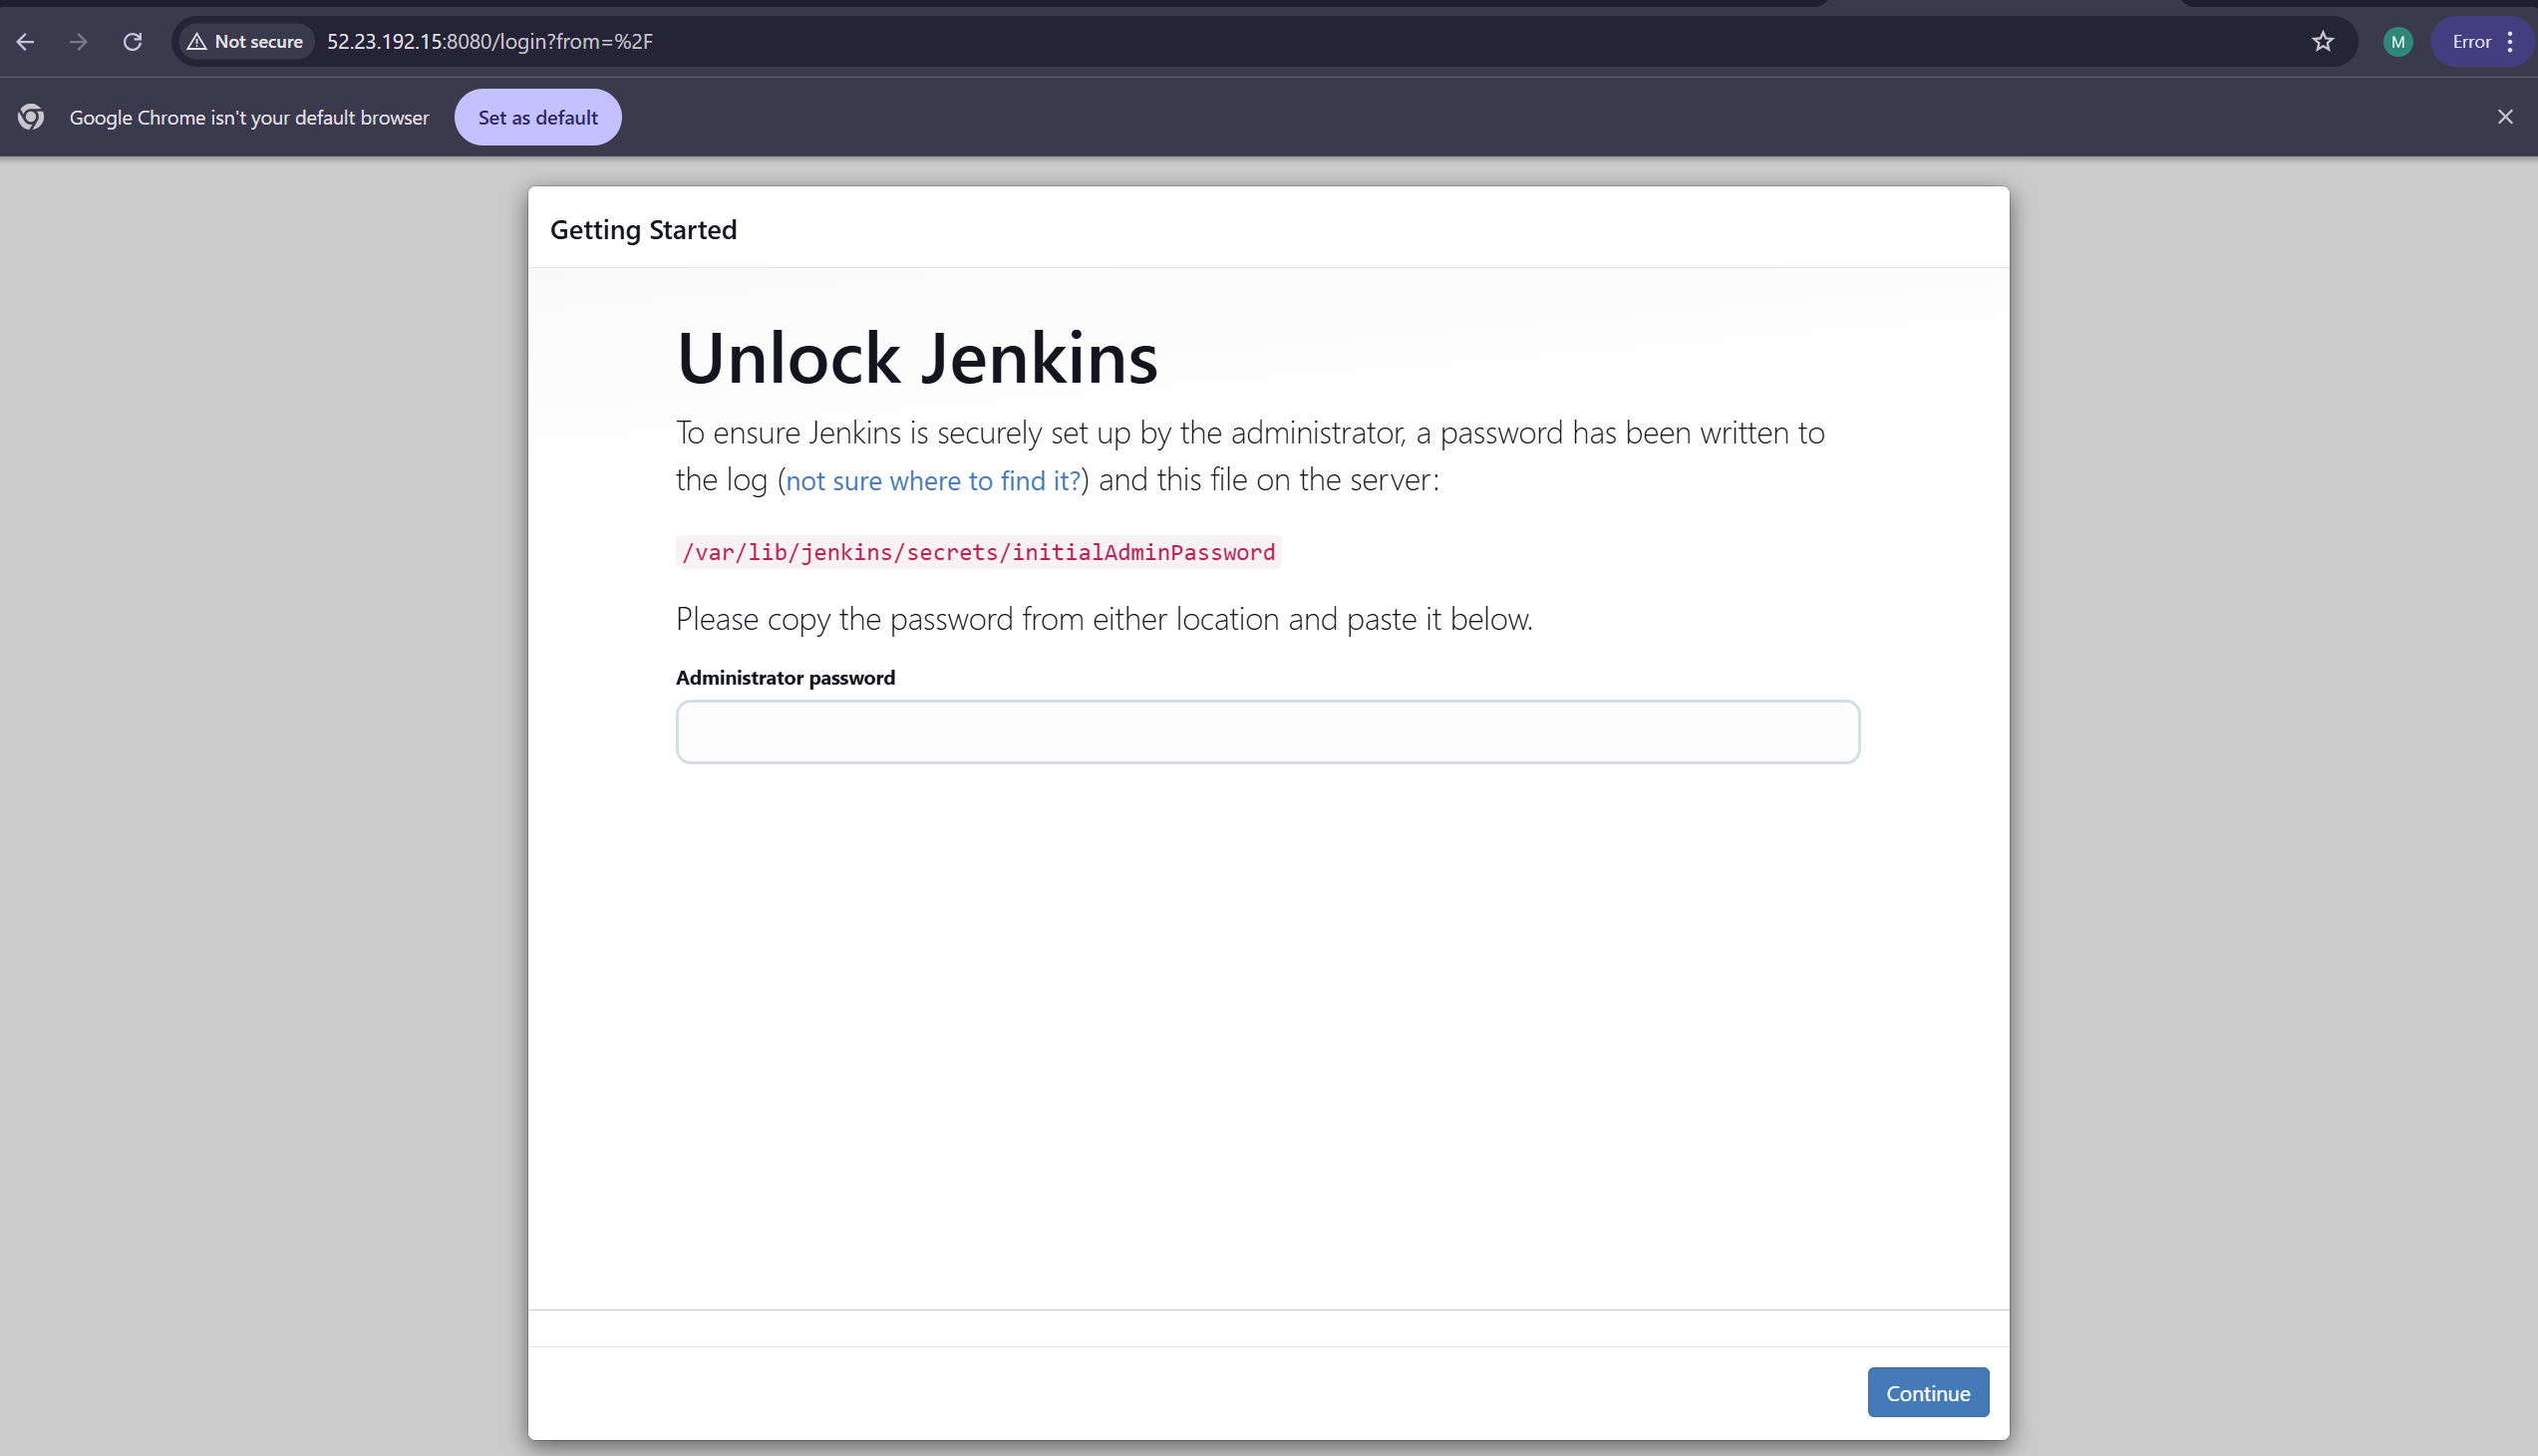 Not secure
52.23.192.15:8080/login?from=%2F
M
Error
Google Chrome isn't your default browser
Set as default
Getting Started
Unlock Jenkins
To ensure Jenkins is securely set up by the administrator, a password has been written to
the log (not sure where to find it?) and this file on the server:
/var/lib/jenkins/secrets/initialAdminPassword
Please copy the password from either location and paste it below.
Administrator password
Continue